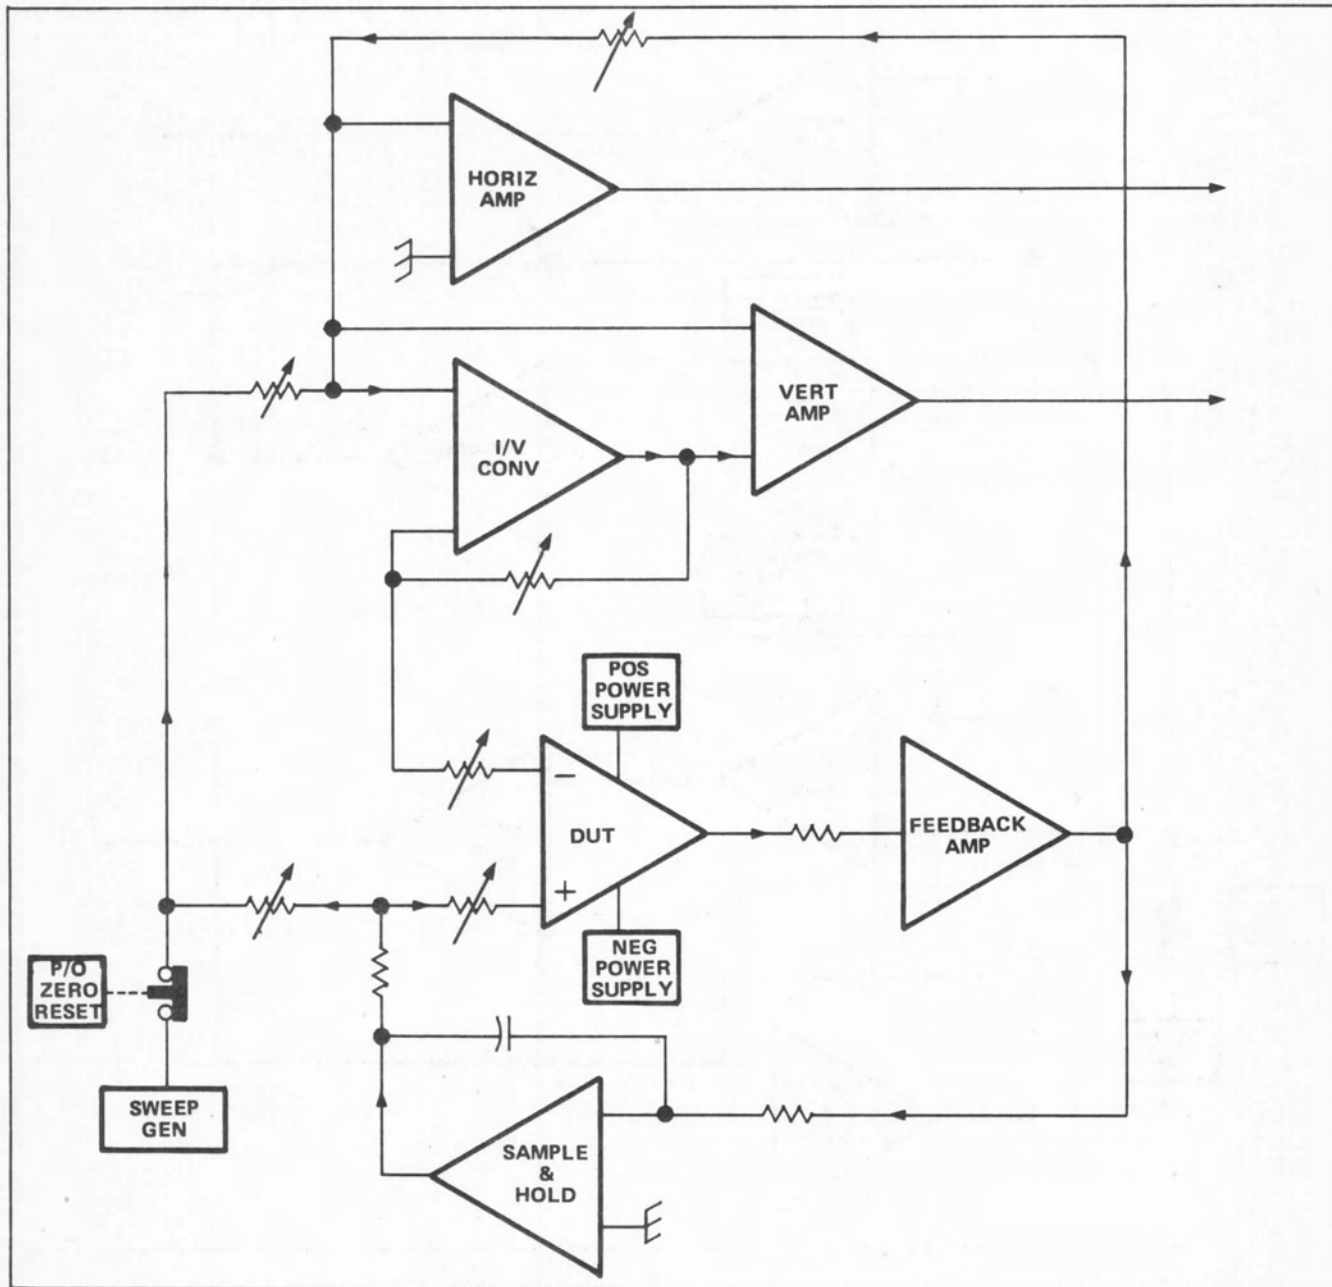 HORIZ
AMP
VERT
AMP
I/V
CONV
POS
POWER
SUPPLY
−
DUT
+
FEEDBACK
AMP
NEG
POWER
SUPPLY
P/O
ZERO
RESET
SWEEP
GEN
SAMPLE
&
HOLD